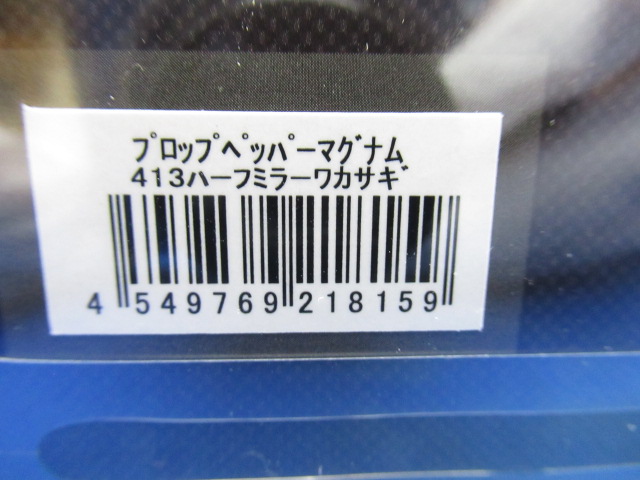 ﾌﾟﾛｯﾌﾟﾍﾟｯﾊﾟｰﾏｸﾞﾅﾑ
413ﾊｰﾌﾐﾗｰﾜｶｻｷﾞ
4 549769 218159